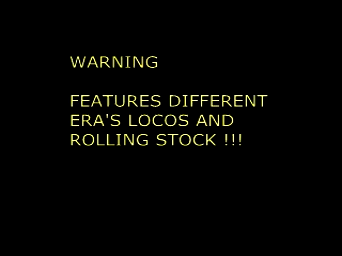 WARNING
FEATURES DIFFERENT
ERA'S LOCOS AND
ROLLING STOCK !!!